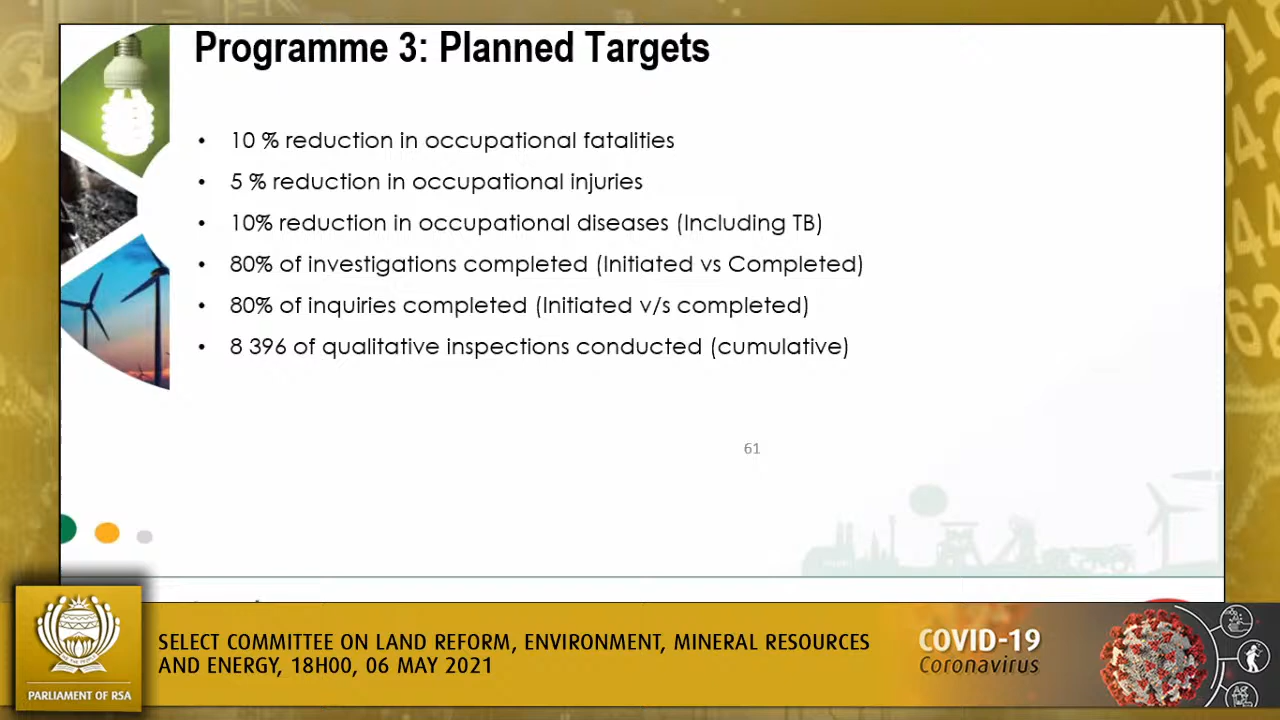 Programme 3: Planned Targets
• 10 % reduction in occupational fatalities
• 5 % reduction in occupational injuries
• 10% reduction in occupational diseases (Including TB)
• 80% of investigations completed (Initiated vs Completed)
• 80% of inquiries completed (Initiated v/s completed)
• 8 396 of qualitative inspections conducted (cumulative)
61
SELECT COMMITTEE ON LAND REFORM, ENVIRONMENT, MINERAL RESOURCES
AND ENERGY, 18H00, 06 MAY 2021
PARLIAMENT OF RSA
COVID-19
Coronavirus